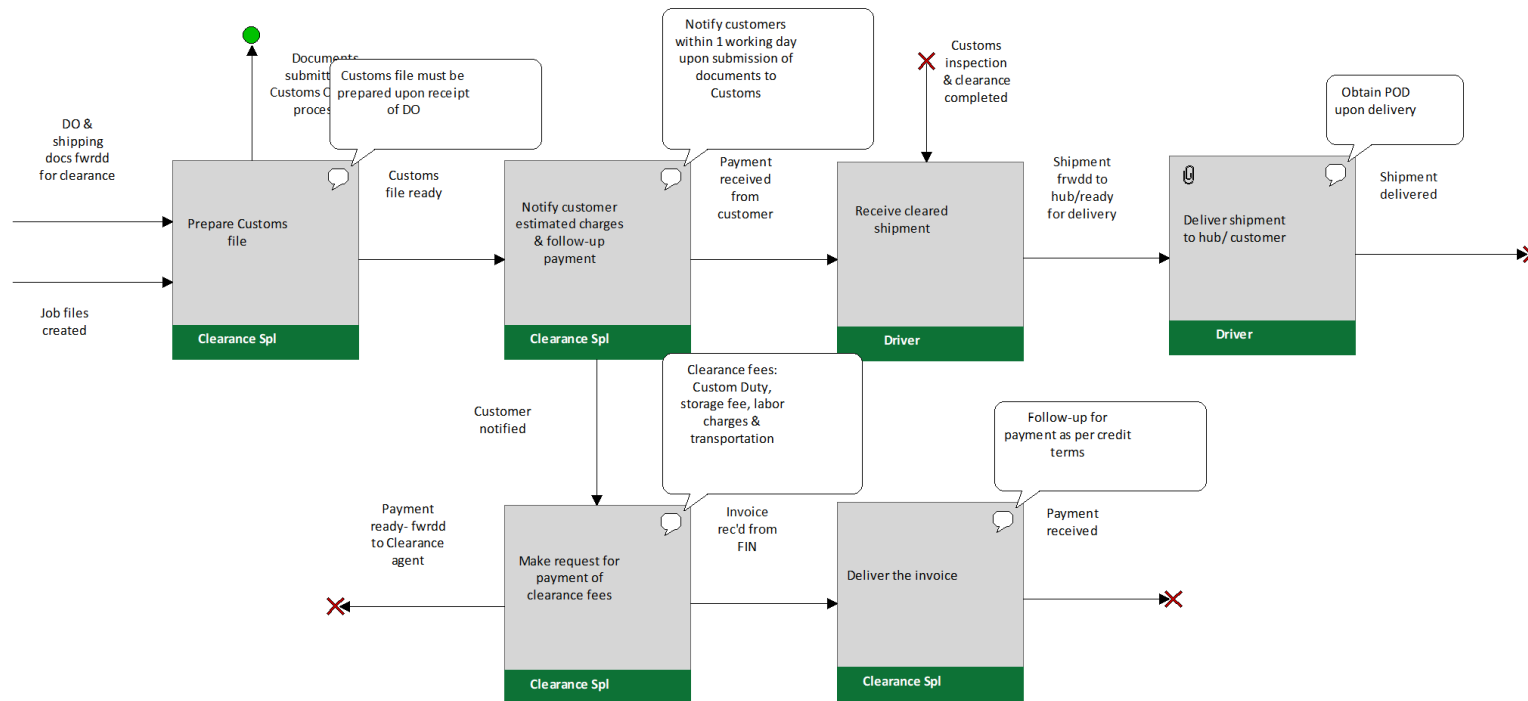 DO &
shipping
docs fwrdd
for clearance
Job files
created
Documents
Customs
Customs file must be
prepared upon receipt
of DO
Prepare Customs
file
Clearance Spl
Customs
file ready
Notify customers
within 1 working day
upon submission of
documents to
Customs
Notify customer
estimated charges
& follow-up
payment
Clearance Spl
Payment
received
from
customer
Customs
inspection
& clearance
completed
Receive cleared
shipment
Driver
Shipment
frwdd to
hub/ready
for delivery
Obtain POD
upon delivery
Deliver shipment
to hub/ customer
Driver
Shipment
delivered
Customer
notified
Clearance fees:
Custom Duty,
storage fee, labor
charges &
transportation
Payment
ready- fwrdd
to Clearance
agent
Make request for
payment of
clearance fees
Clearance Spl
Invoice
rec'd from
FIN
Follow-up for
payment as per credit
terms
Deliver the invoice
Clearance Spl
Payment
received